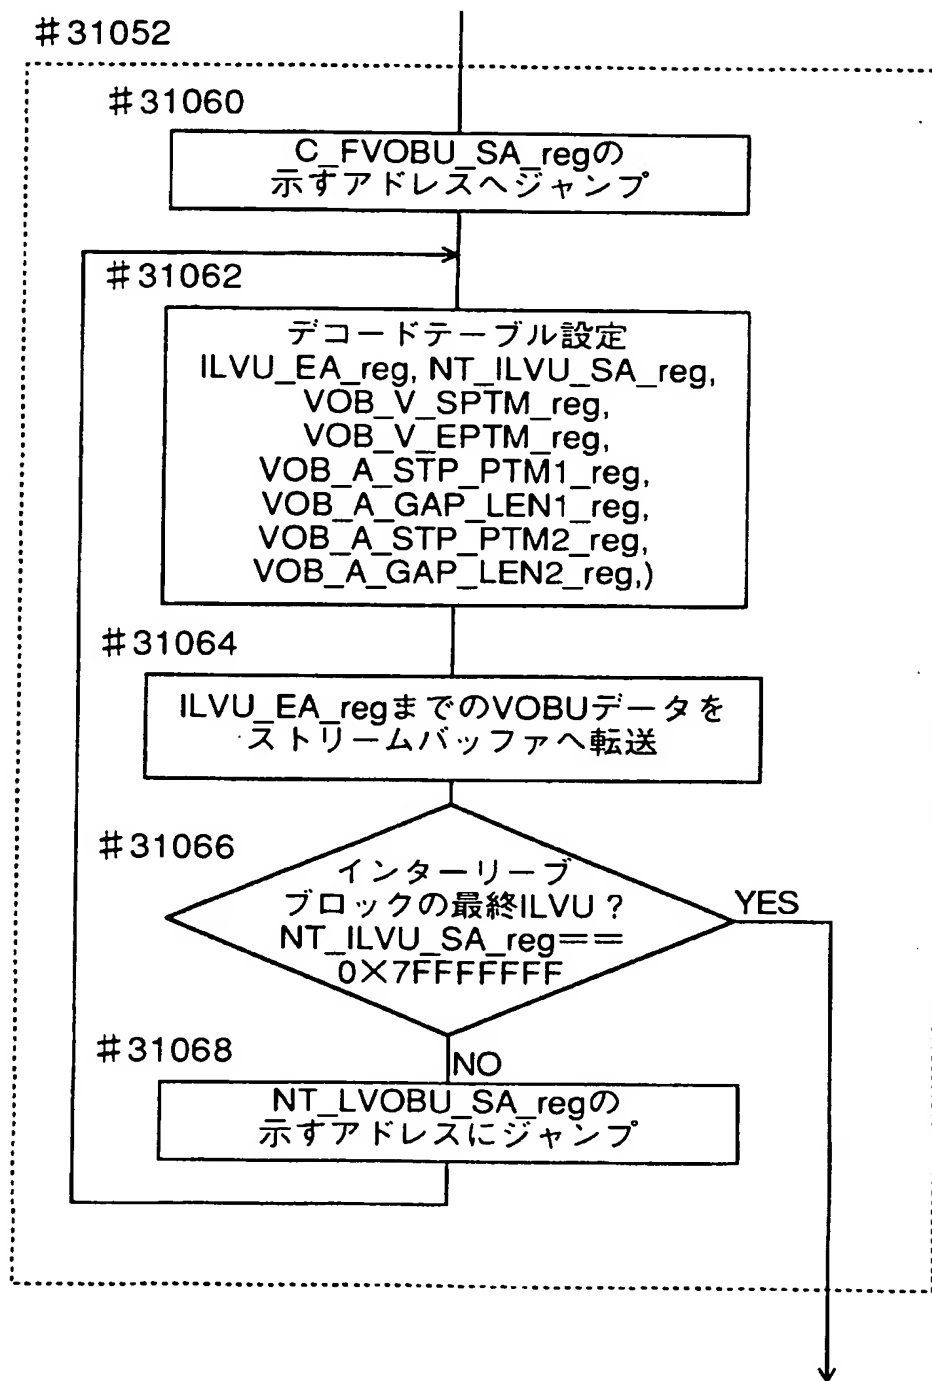 #31052
#31060
C_FVOBU_SA_regの
示すアドレスへジャンプ
#31062
デコードテーブル設定
ILVU_EA_reg, NT_ILVU_SA_reg,
VOB_V_SPTM_reg,
VOB_V_EPTM_reg,
VOB_A_STP_PTM1_reg,
VOB_A_GAP_LEN1_reg,
VOB_A_STP_PTM2_reg,
VOB_A_GAP_LEN2_reg,)
#31064
ILVU_EA_regまでのVOBUデータを
ストリームバッファへ転送
#31066
インターリーブ
ブロックの最終ILVU?
NT_ILVU_SA_reg==
0×7FFFFFFF
YES
#31068
NO
NT_LVOBU_SA_regの
示すアドレスにジャンプ